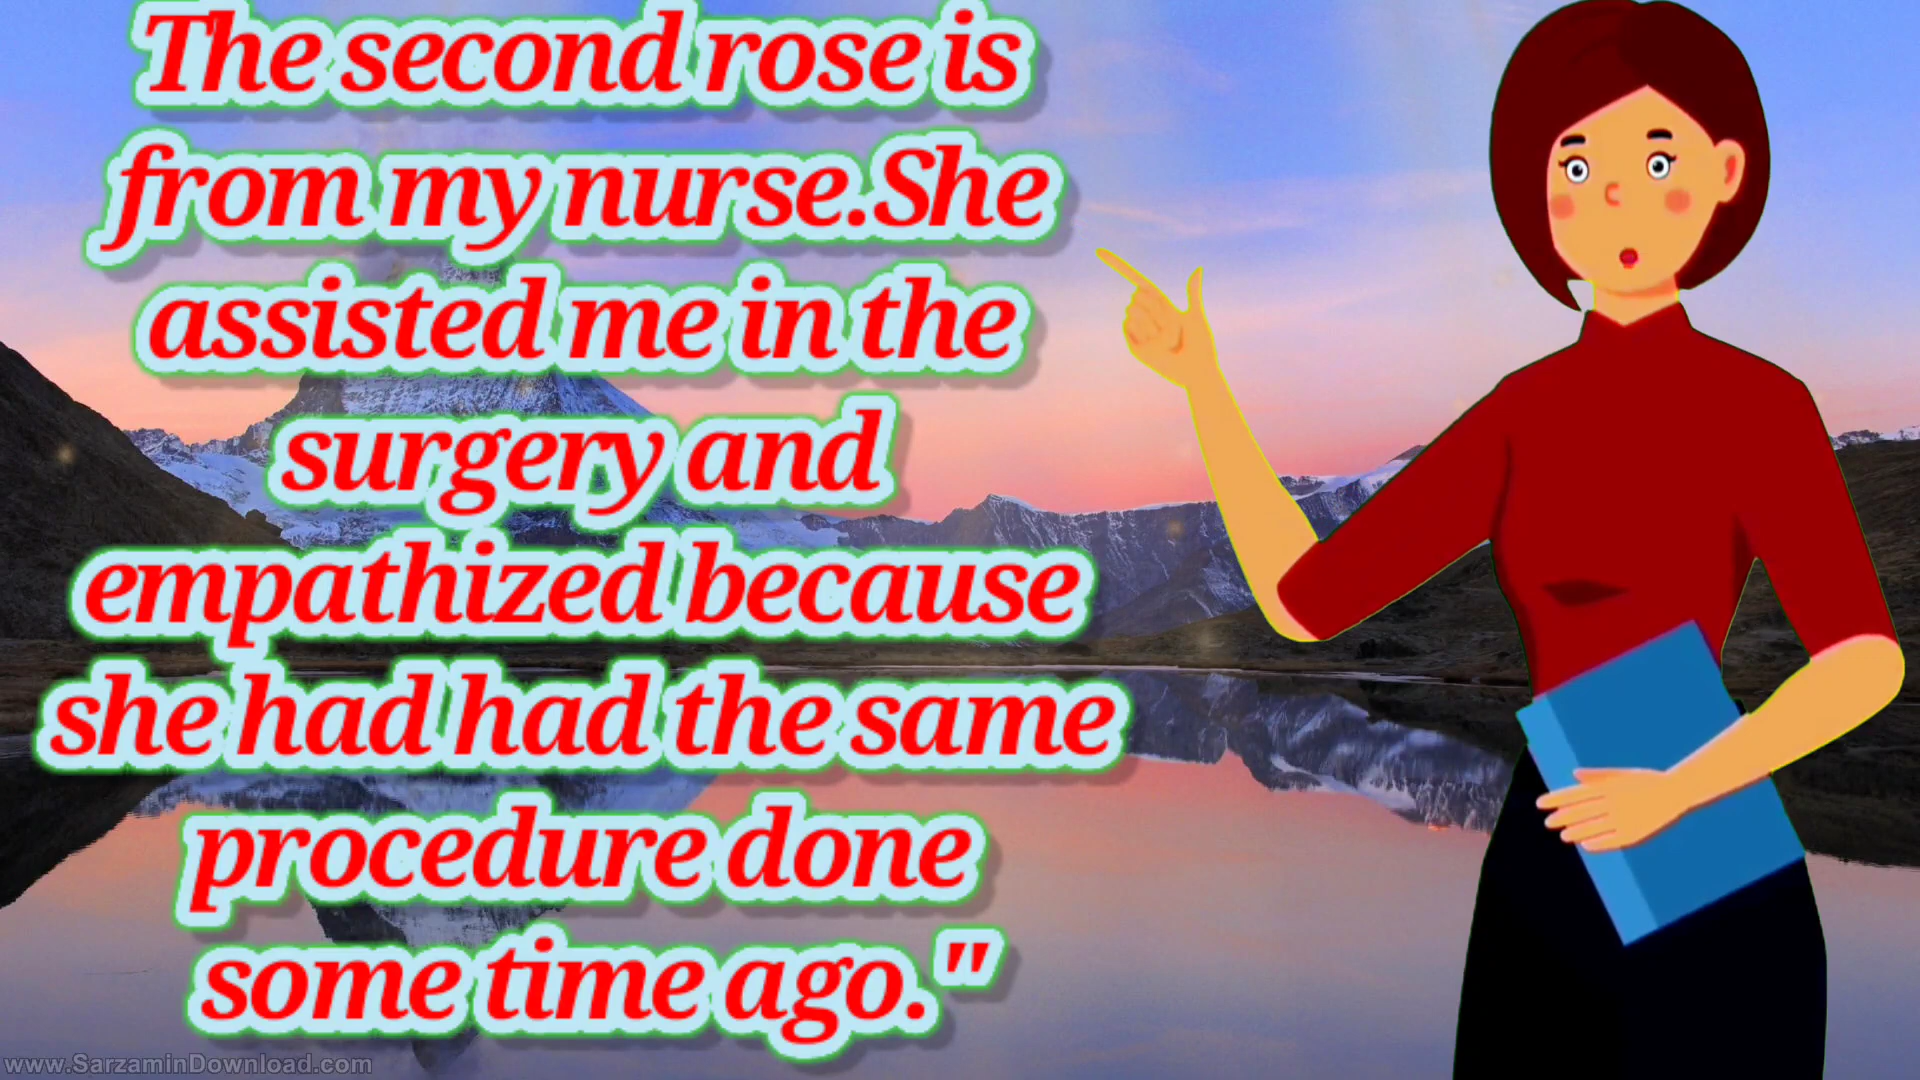 The second rose is
from my nurse.She
assisted me in the
surgery and
empathized because
she had had the same
procedure done
some time ago."
www.SarzaminDownload.com